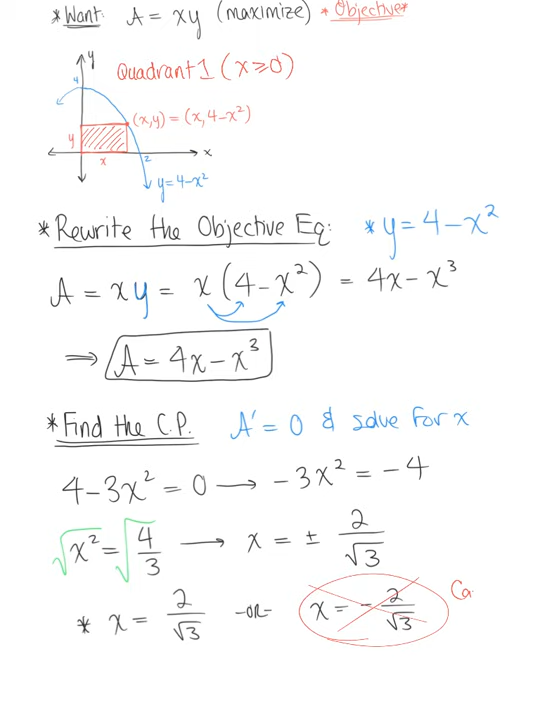 *Want: A = xy (maximize) *Objective*
y
Quadrant 1 (x ≥ 0)
4
(x,y) = (x, 4-x²)
y
x
2
x
y = 4-x²
*Rewrite the Objective Eq: *y = 4-x²
A = xy = x(4-x²) = 4x - x³
⇒ A = 4x - x³
*Find the C.P. A' = 0 & solve for x
4-3x² = 0 → -3x² = -4
√x² = √4/3 → x = ± 2/√3
* x = 2/√3 -OR- x = -2/√3 Ca